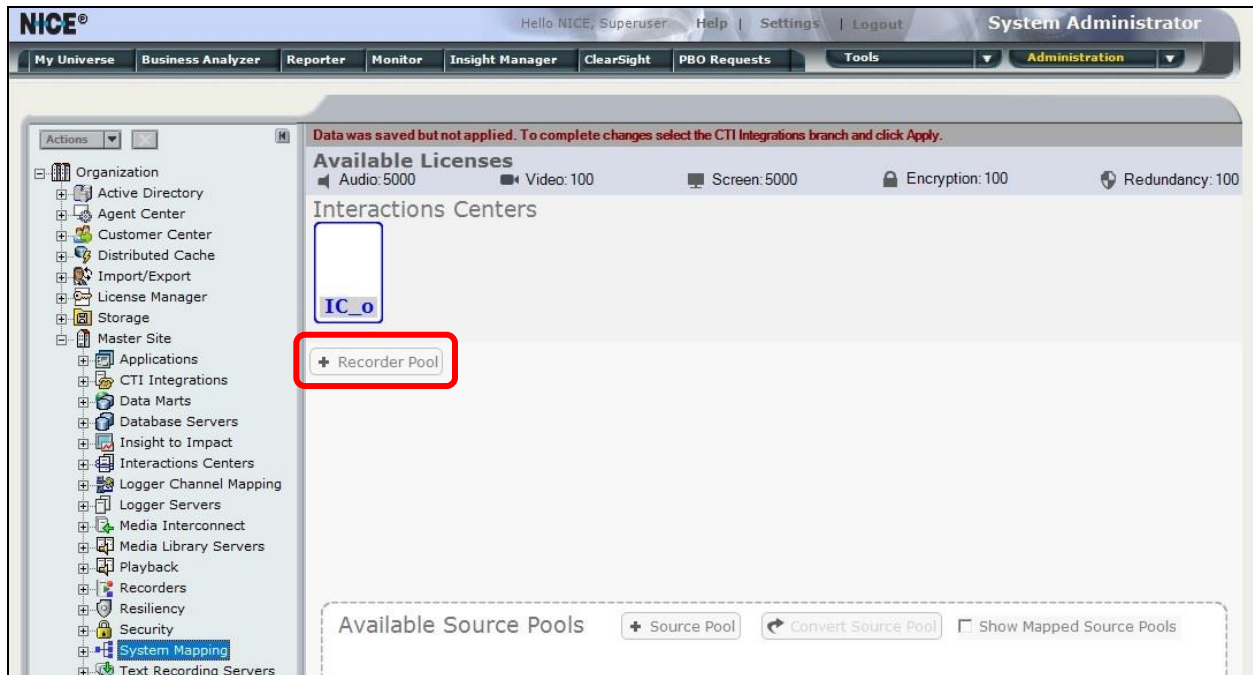 NICE®
Hello NICE, Superuser Help | Settings | Logout System Administrator
My Universe Business Analyzer Reporter Monitor Insight Manager ClearSight PBO Requests Tools Administration
Actions
Data was saved but not applied. To complete changes select the CTI Integrations branch and click Apply.
Available Licenses
Audio: 5000 Video: 100 Screen: 5000 Encryption: 100 Redundancy: 100
Interactions Centers
IC_o
+ Recorder Pool
Organization
Active Directory
Agent Center
Customer Center
Distributed Cache
Import/Export
License Manager
Storage
Master Site
Applications
CTI Integrations
Data Marts
Database Servers
Insight to Impact
Interactions Centers
Logger Channel Mapping
Logger Servers
Media Interconnect
Media Library Servers
Playback
Recorders
Resiliency
Security
System Mapping
Text Recording Servers
Available Source Pools + Source Pool Convert Source Pool Show Mapped Source Pools